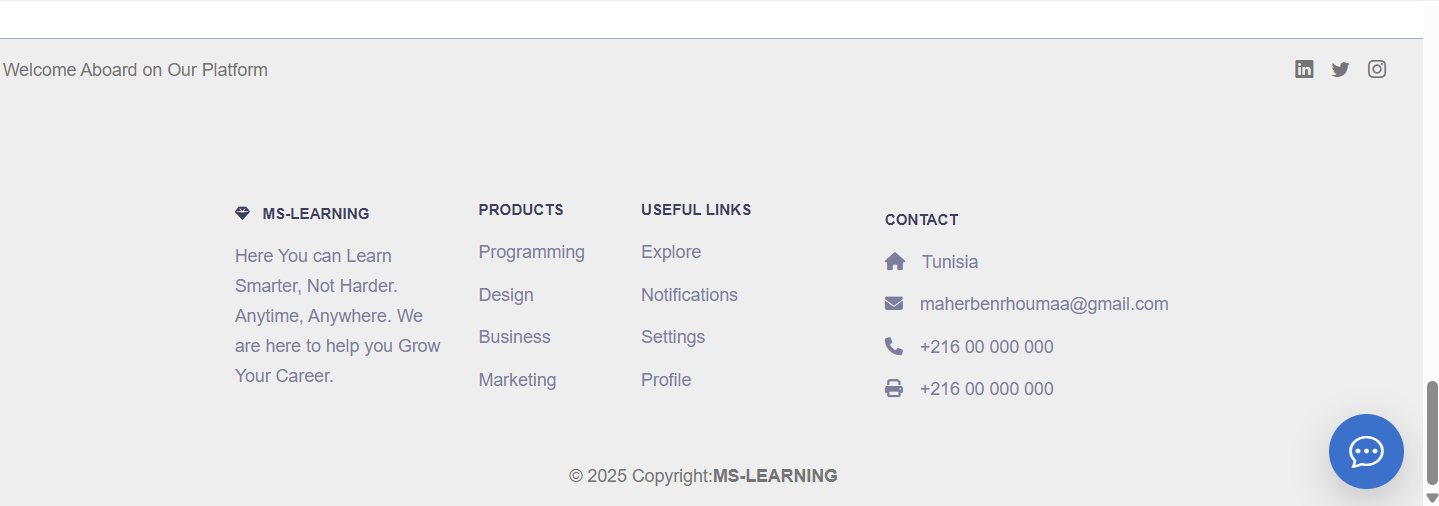 Welcome Aboard on Our Platform
MS-LEARNING
Here You can Learn
Smarter, Not Harder.
Anytime, Anywhere. We
are here to help you Grow
Your Career.
PRODUCTS
Programming
Design
Business
Marketing
USEFUL LINKS
Explore
Notifications
Settings
Profile
CONTACT
Tunisia
maherbenrhoumaa@gmail.com
+216 00 000 000
+216 00 000 000
© 2025 Copyright:MS-LEARNING